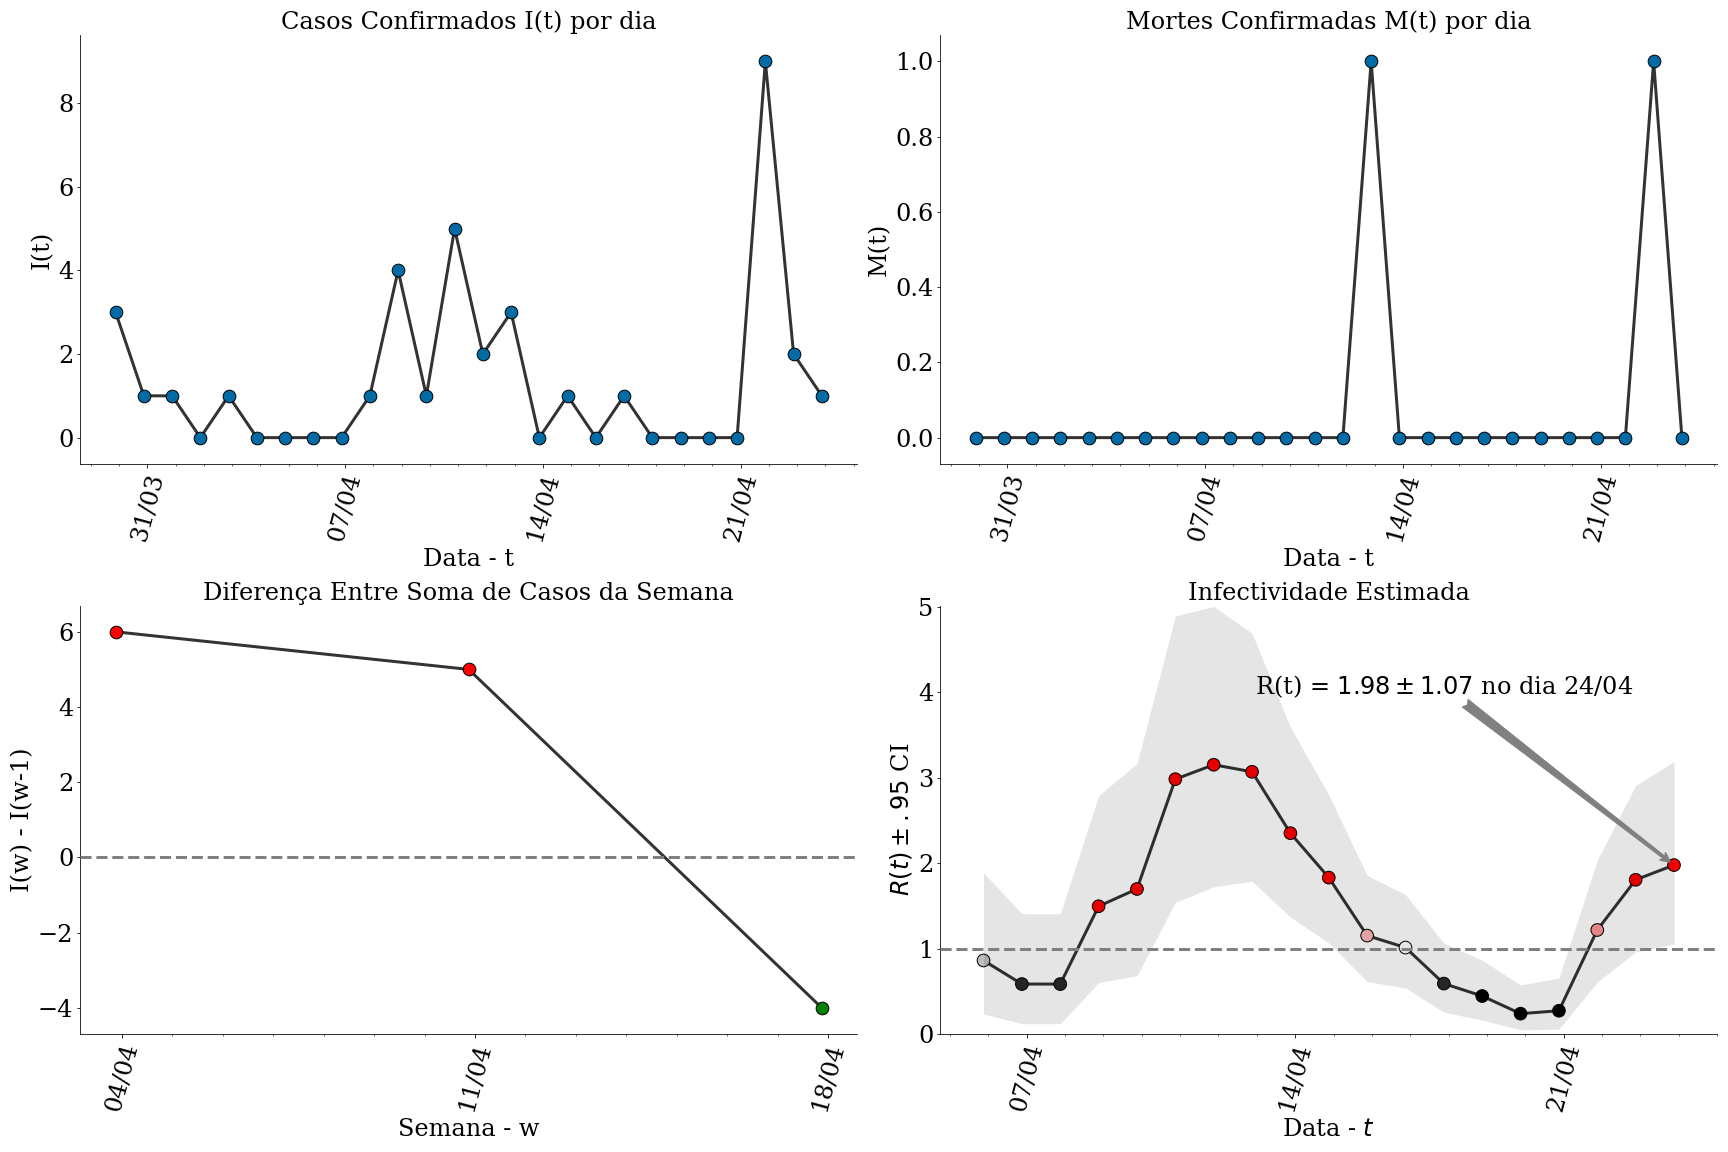 Casos Confirmados I(t) por dia
I(t)
8
6
4
2
0
31/03
07/04
14/04
21/04
Data - t
Mortes Confirmadas M(t) por dia
M(t)
1.0
0.8
0.6
0.4
0.2
0.0
31/03
07/04
14/04
21/04
Data - t
Diferença Entre Soma de Casos da Semana
I(w) - I(w-1)
6
4
2
0
−2
−4
04/04
11/04
18/04
Semana - w
Infectividade Estimada
R(t) ± .95 CI
5
4
3
2
1
0
R(t) = 1.98 ± 1.07 no dia 24/04
07/04
14/04
21/04
Data - t